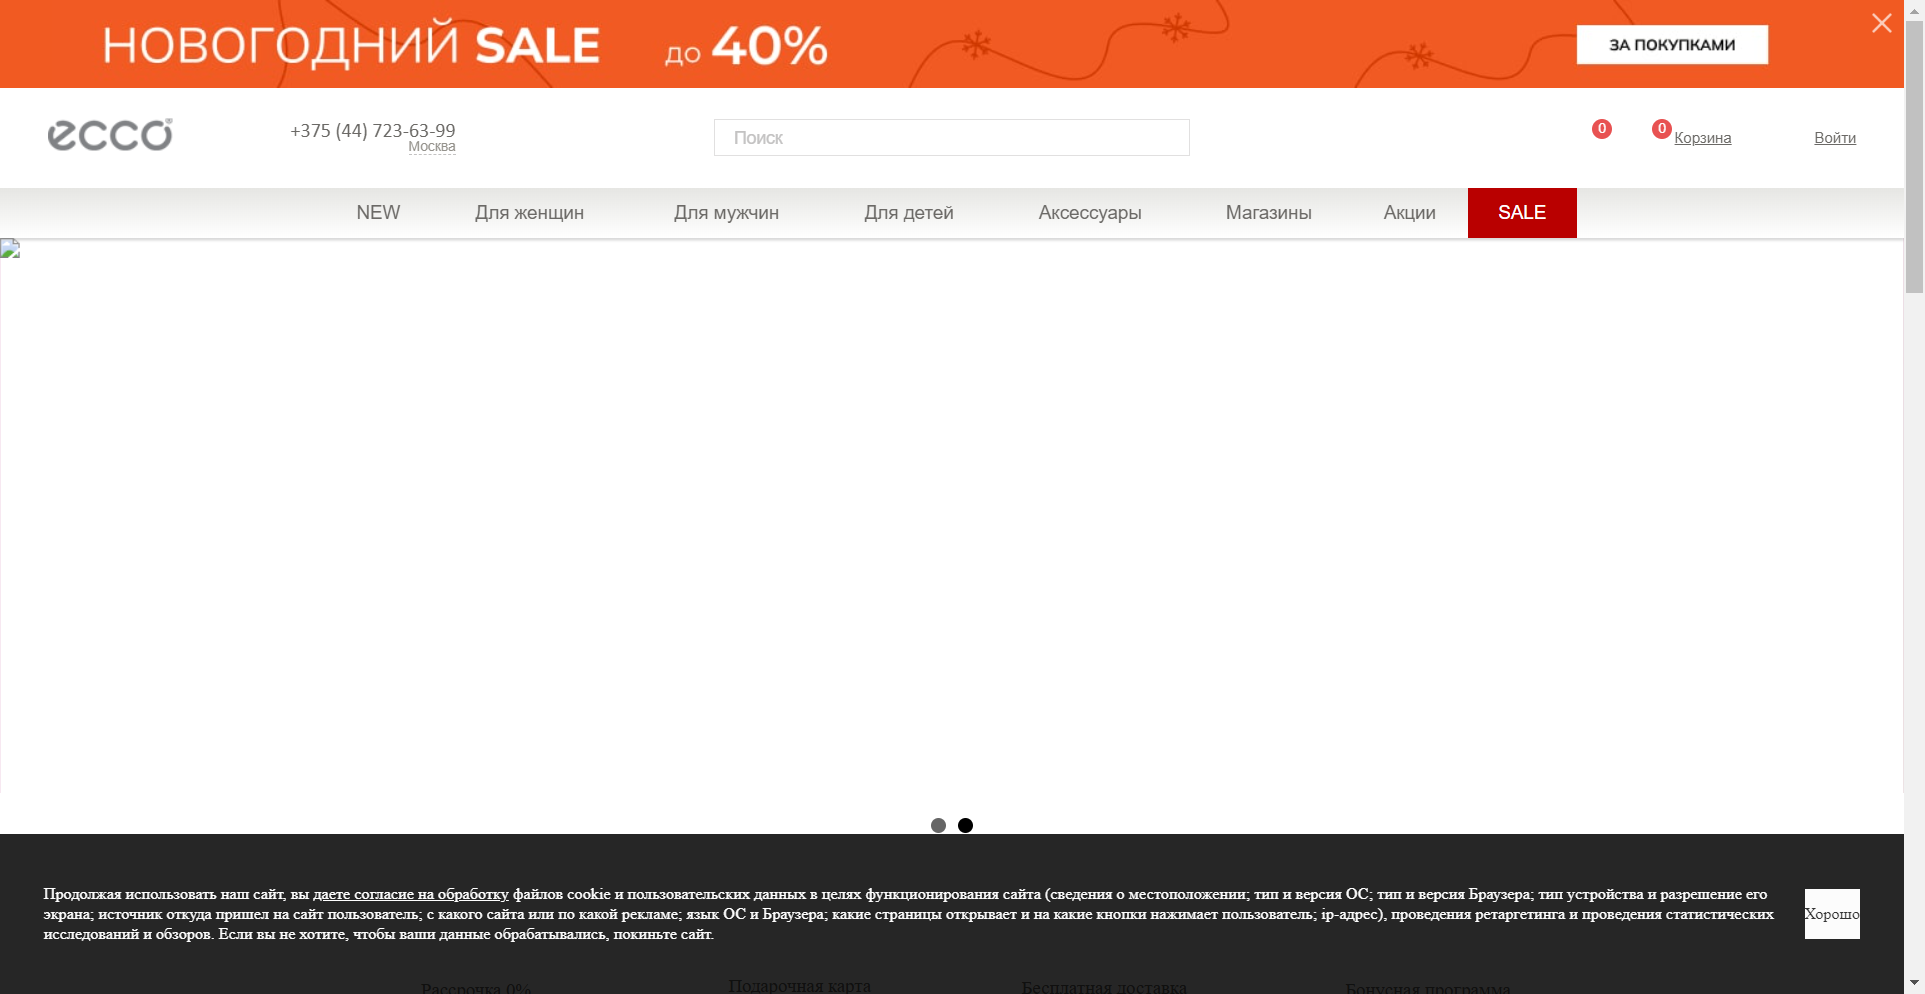 НОВОГОДНИЙ SALE до 40%
ЗА ПОКУПКАМИ
ecco
+375 (44) 723-63-99
Москва
Поиск
0
0
Корзина
Войти
NEW
Для женщин
Для мужчин
Для детей
Аксессуары
Магазины
Акции
SALE
Продолжая использовать наш сайт, вы даете согласие на обработку файлов cookie и пользовательских данных в целях функционирования сайта (сведения о местоположении; тип и версия ОС; тип и версия Браузера; тип устройства и разрешение его
экрана; источник откуда пришел на сайт пользователь; с какого сайта или по какой рекламе; язык ОС и Браузера; какие страницы открывает и на какие кнопки нажимает пользователь; ip-адрес), проведения ретаргетинга и проведения статистических
исследований и обзоров. Если вы не хотите, чтобы ваши данные обрабатывались, покиньте сайт.
Хорошо
Рассрочка 0%
Подарочная карта
Бесплатная доставка
Бонусная программа